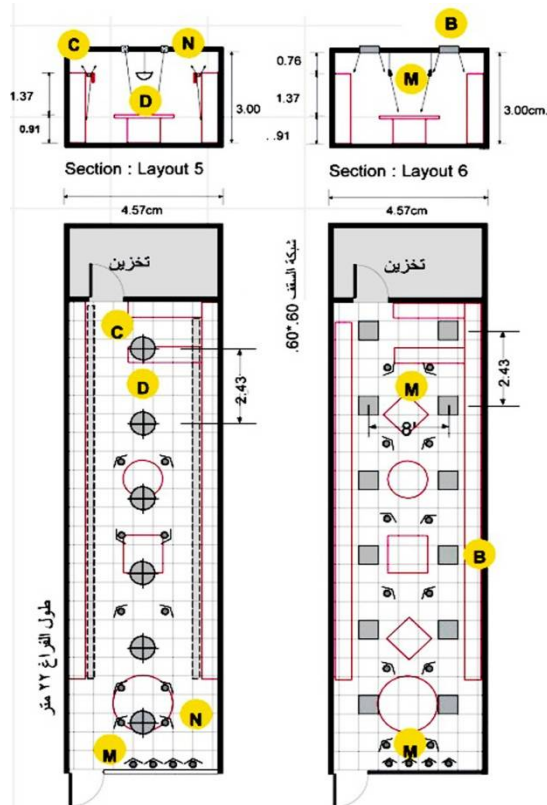 C
N
D
1.37
0.91
3.00
Section : Layout 5
4.57cm
B
M
0.76
1.37
..91
3.00cm.
Section : Layout 6
4.57cm
تخزين
C
D
2.43
طول الفراغ ٢٢ متر
N
M
شبكة السقف 60.*60.
تخزين
M
2.43
8'
B
M